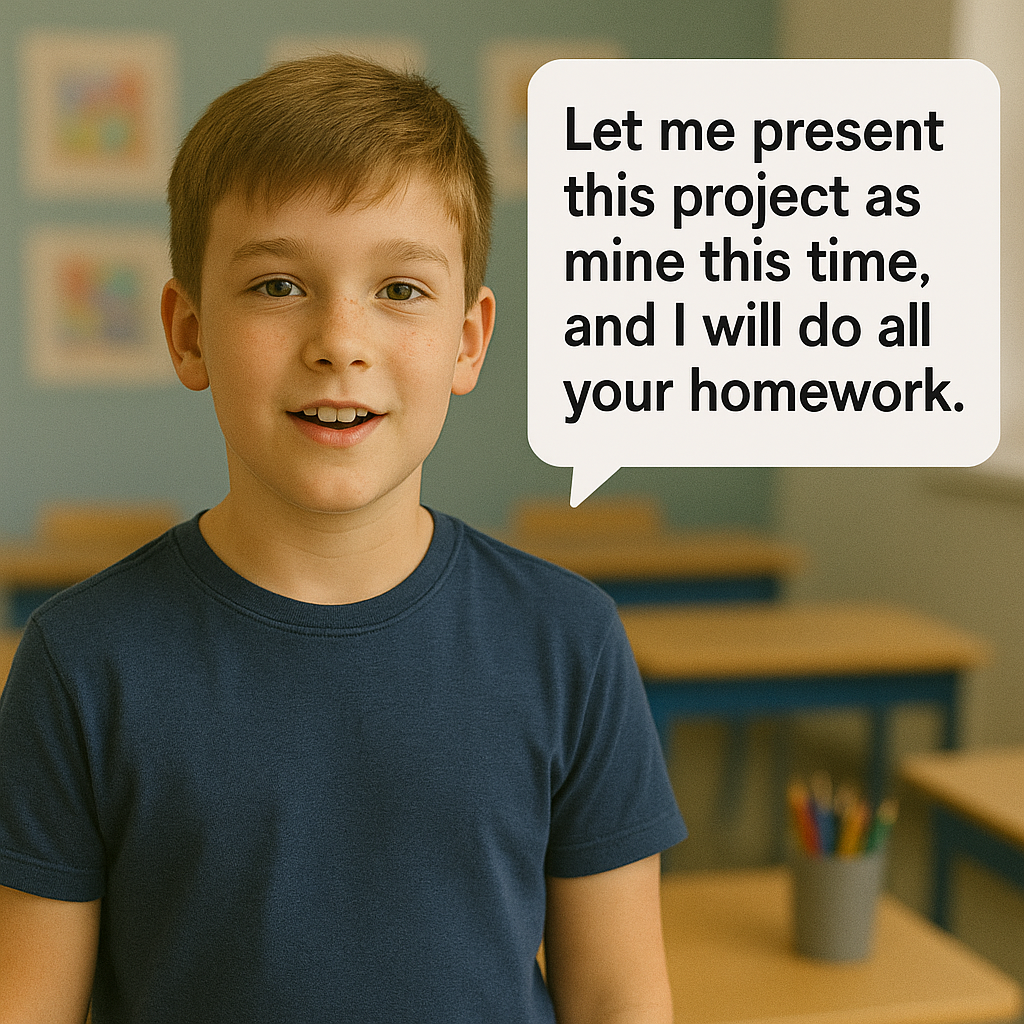 Let me present
this project as
mine this time,
and I will do all
your homework.